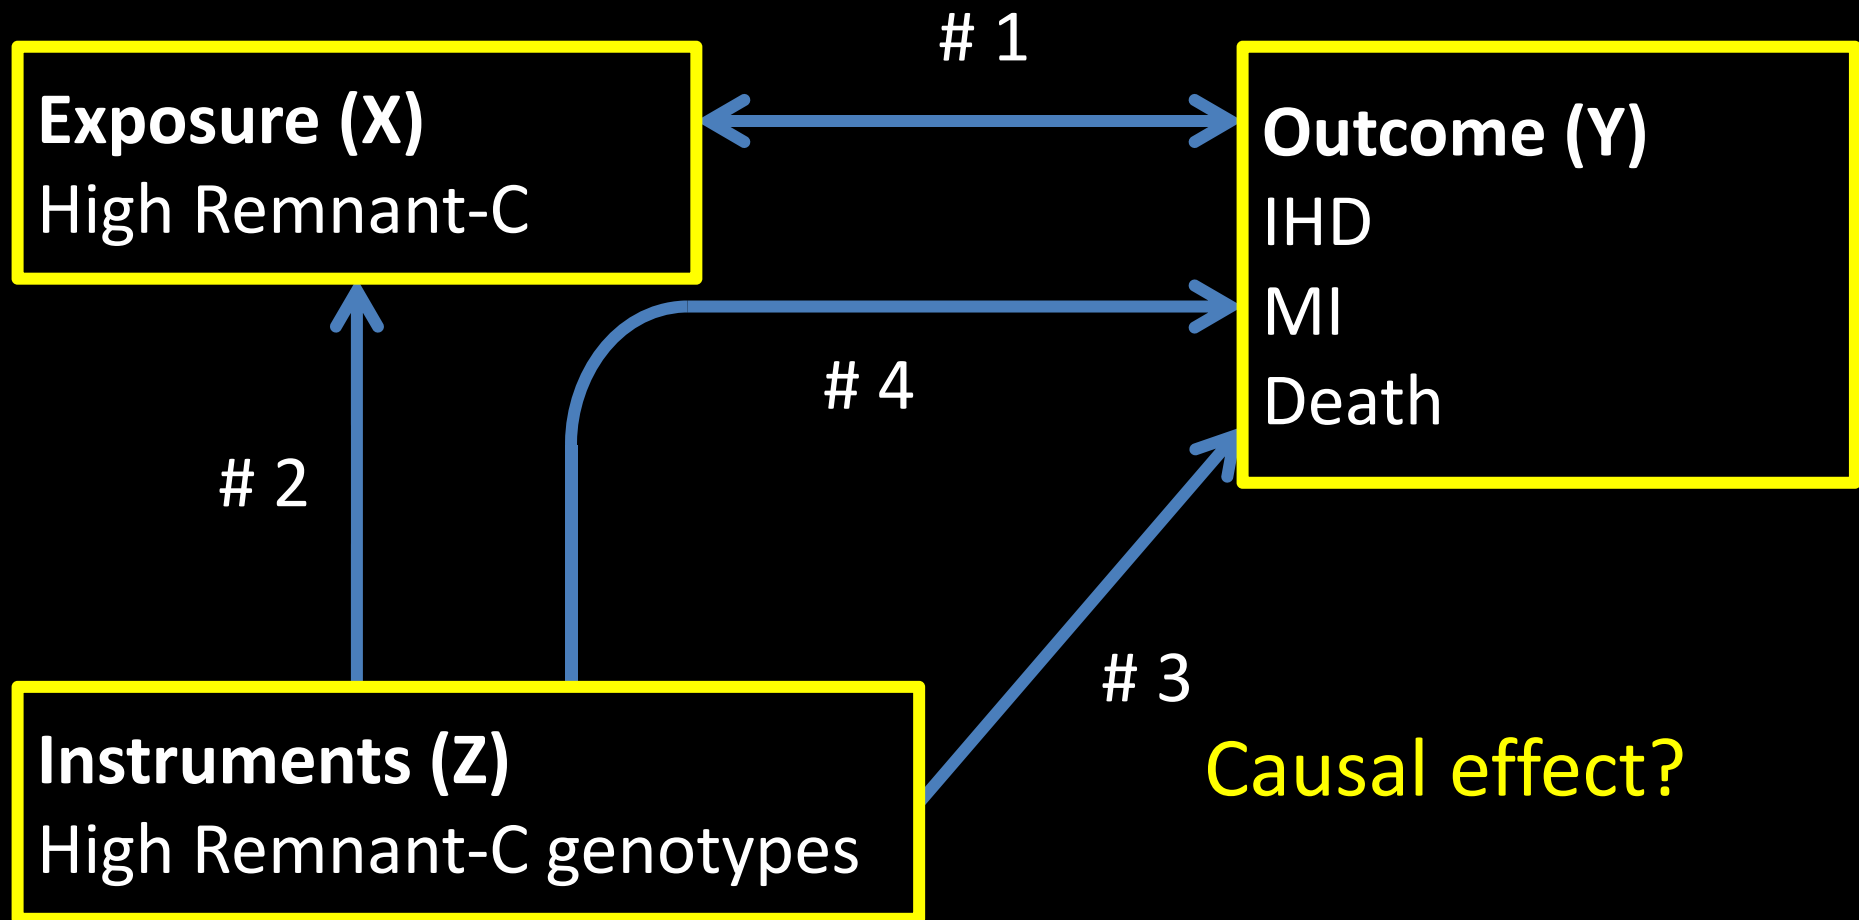 # 1
Exposure (X)
High Remnant-C
Outcome (Y)
IHD
MI
Death
# 4
# 2
# 3
Instruments (Z)
High Remnant-C genotypes
Causal effect?